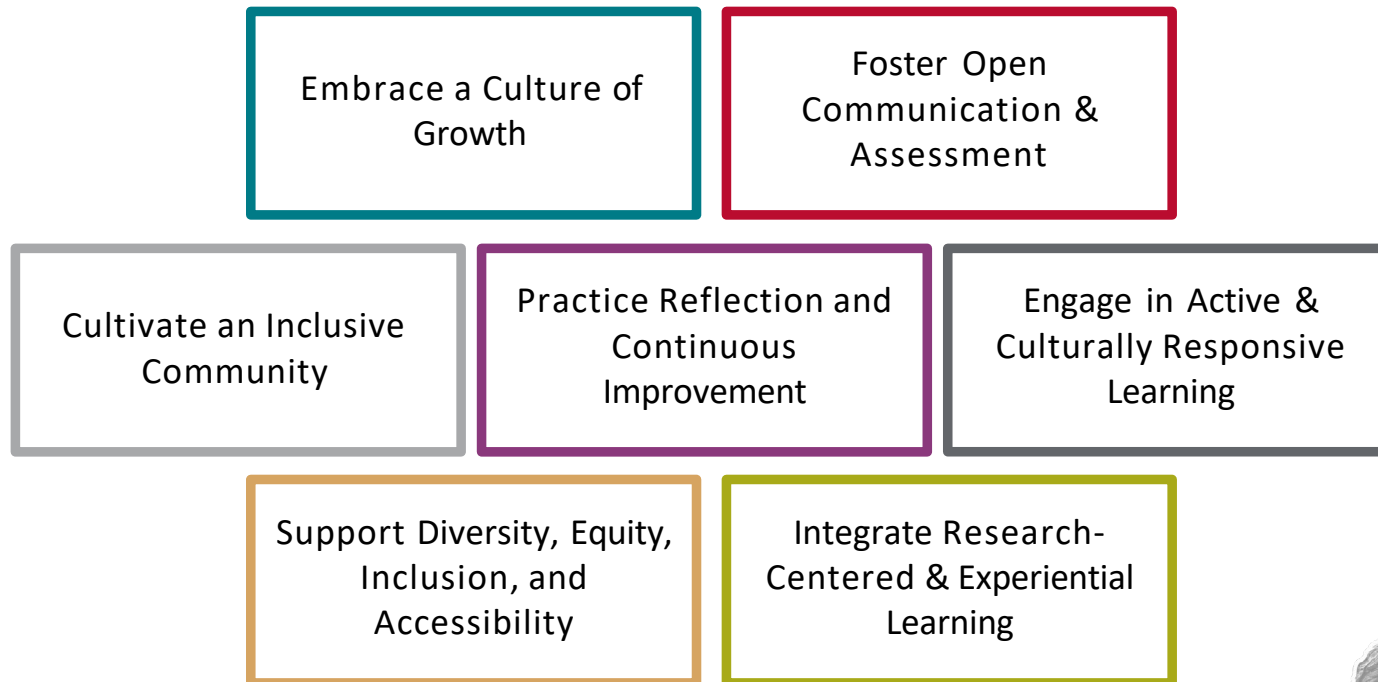 Embrace a Culture of
Growth
Foster Open
Communication &
Assessment
Cultivate an Inclusive
Community
Practice Reflection and
Continuous
Improvement
Engage in Active &
Culturally Responsive
Learning
Support Diversity, Equity,
Inclusion, and
Accessibility
Integrate Research-
Centered & Experiential
Learning